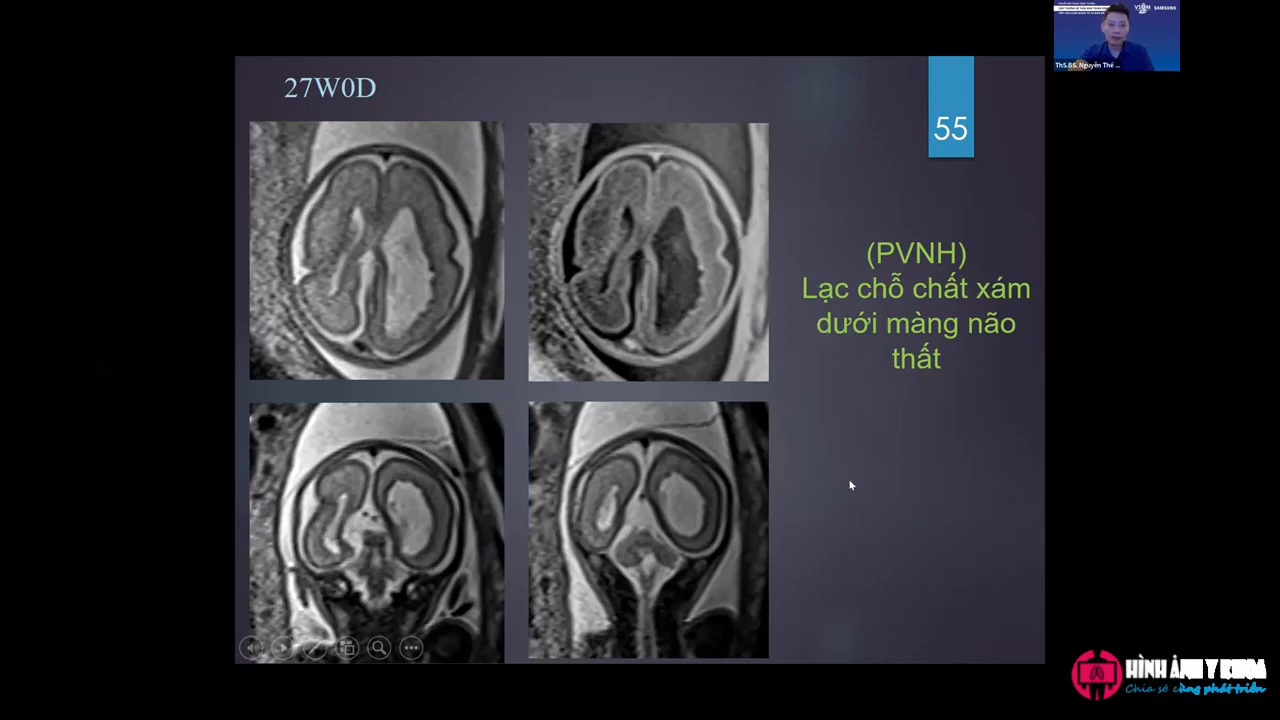 27W0D
55
(PVNH)
Lạc chỗ chất xám
dưới màng não
thất
SAMSUNG
ThS.BS. Nguyễn Thế ...
HÌNH ẢNH Y KHOA
Chia sẻ cùng phát triển